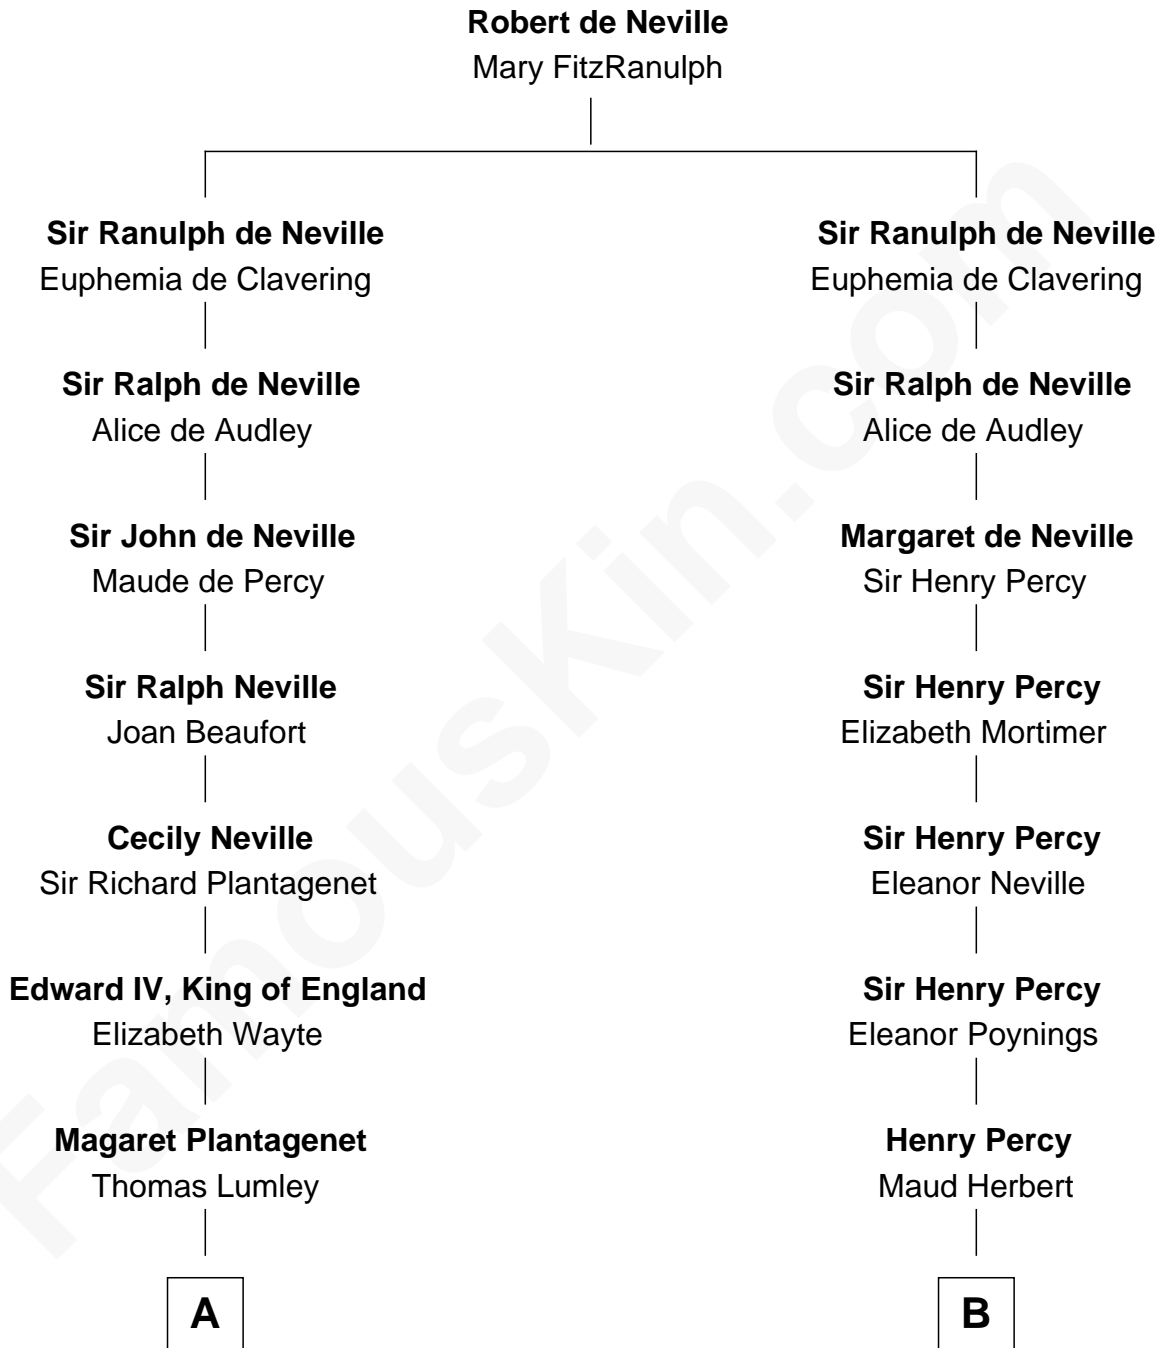 Robert de Neville
Mary FitzRanulph
Sir Ranulph de Neville
Euphemia de Clavering
Sir Ralph de Neville
Alice de Audley
Sir John de Neville
Maude de Percy
Sir Ralph Neville
Joan Beaufort
Cecily Neville
Sir Richard Plantagenet
Edward IV, King of England
Elizabeth Wayte
Magaret Plantagenet
Thomas Lumley
A
Sir Ranulph de Neville
Euphemia de Clavering
Sir Ralph de Neville
Alice de Audley
Margaret de Neville
Sir Henry Percy
Sir Henry Percy
Elizabeth Mortimer
Sir Henry Percy
Eleanor Neville
Sir Henry Percy
Eleanor Poynings
Henry Percy
Maud Herbert
B
FamousKin.com